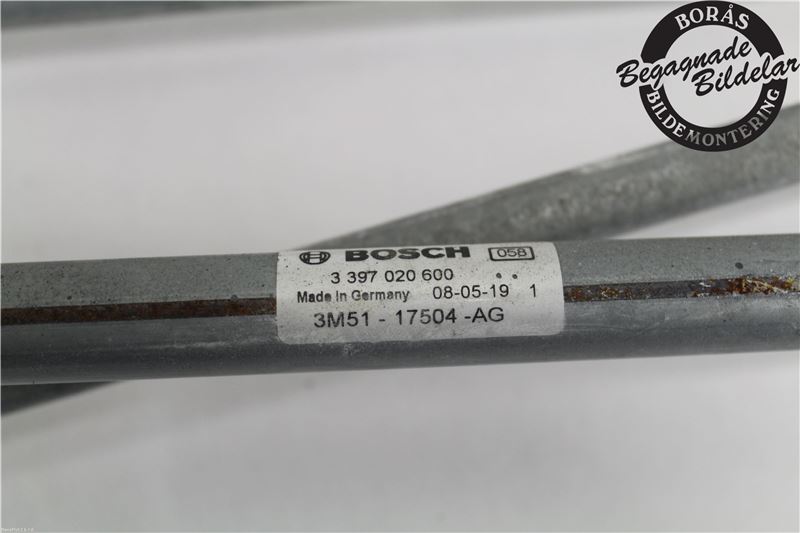 BORÅS
Begagnade
Bildelar
BILDEMONTERING
BOSCH 058
3 397 020 600
Made in Germany 08-05-19 1
3M51 - 17504 -AG